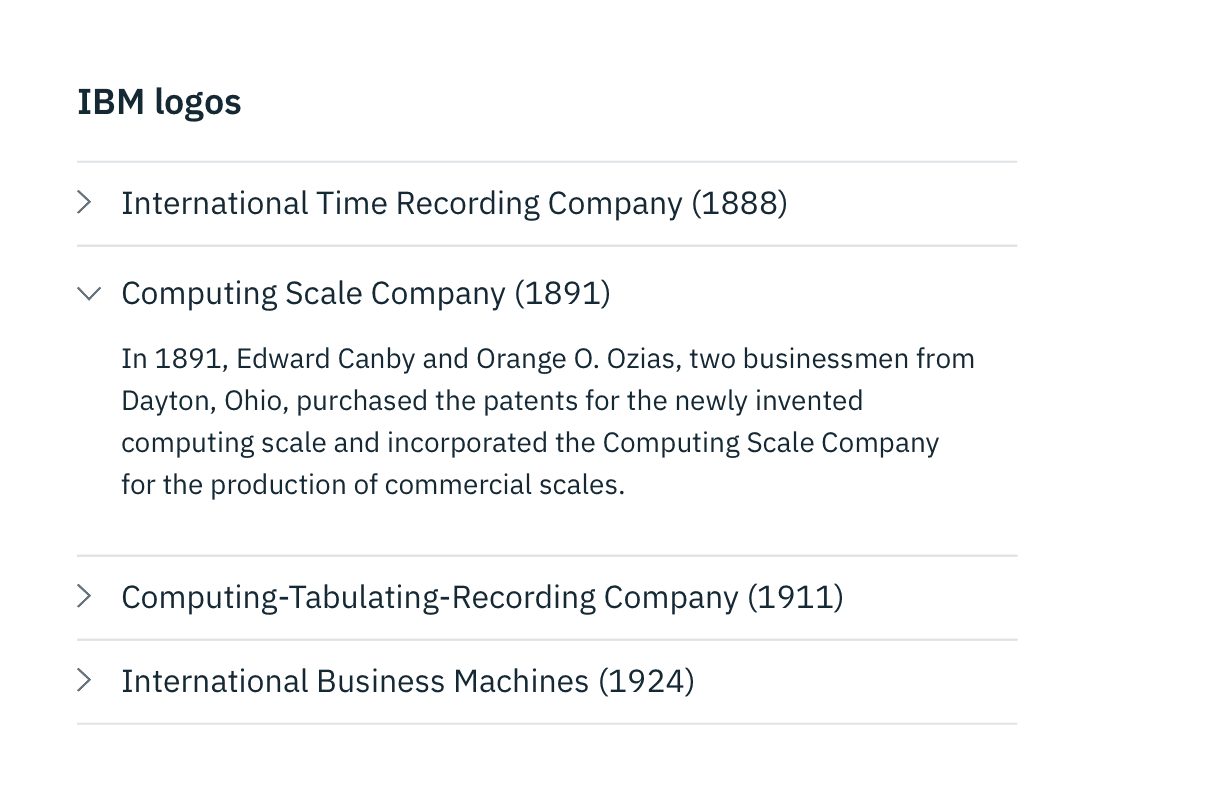 IBM logos
International Time Recording Company (1888)
Computing Scale Company (1891)
In 1891, Edward Canby and Orange O. Ozias, two businessmen from
Dayton, Ohio, purchased the patents for the newly invented
computing scale and incorporated the Computing Scale Company
for the production of commercial scales.
Computing-Tabulating-Recording Company (1911)
International Business Machines (1924)